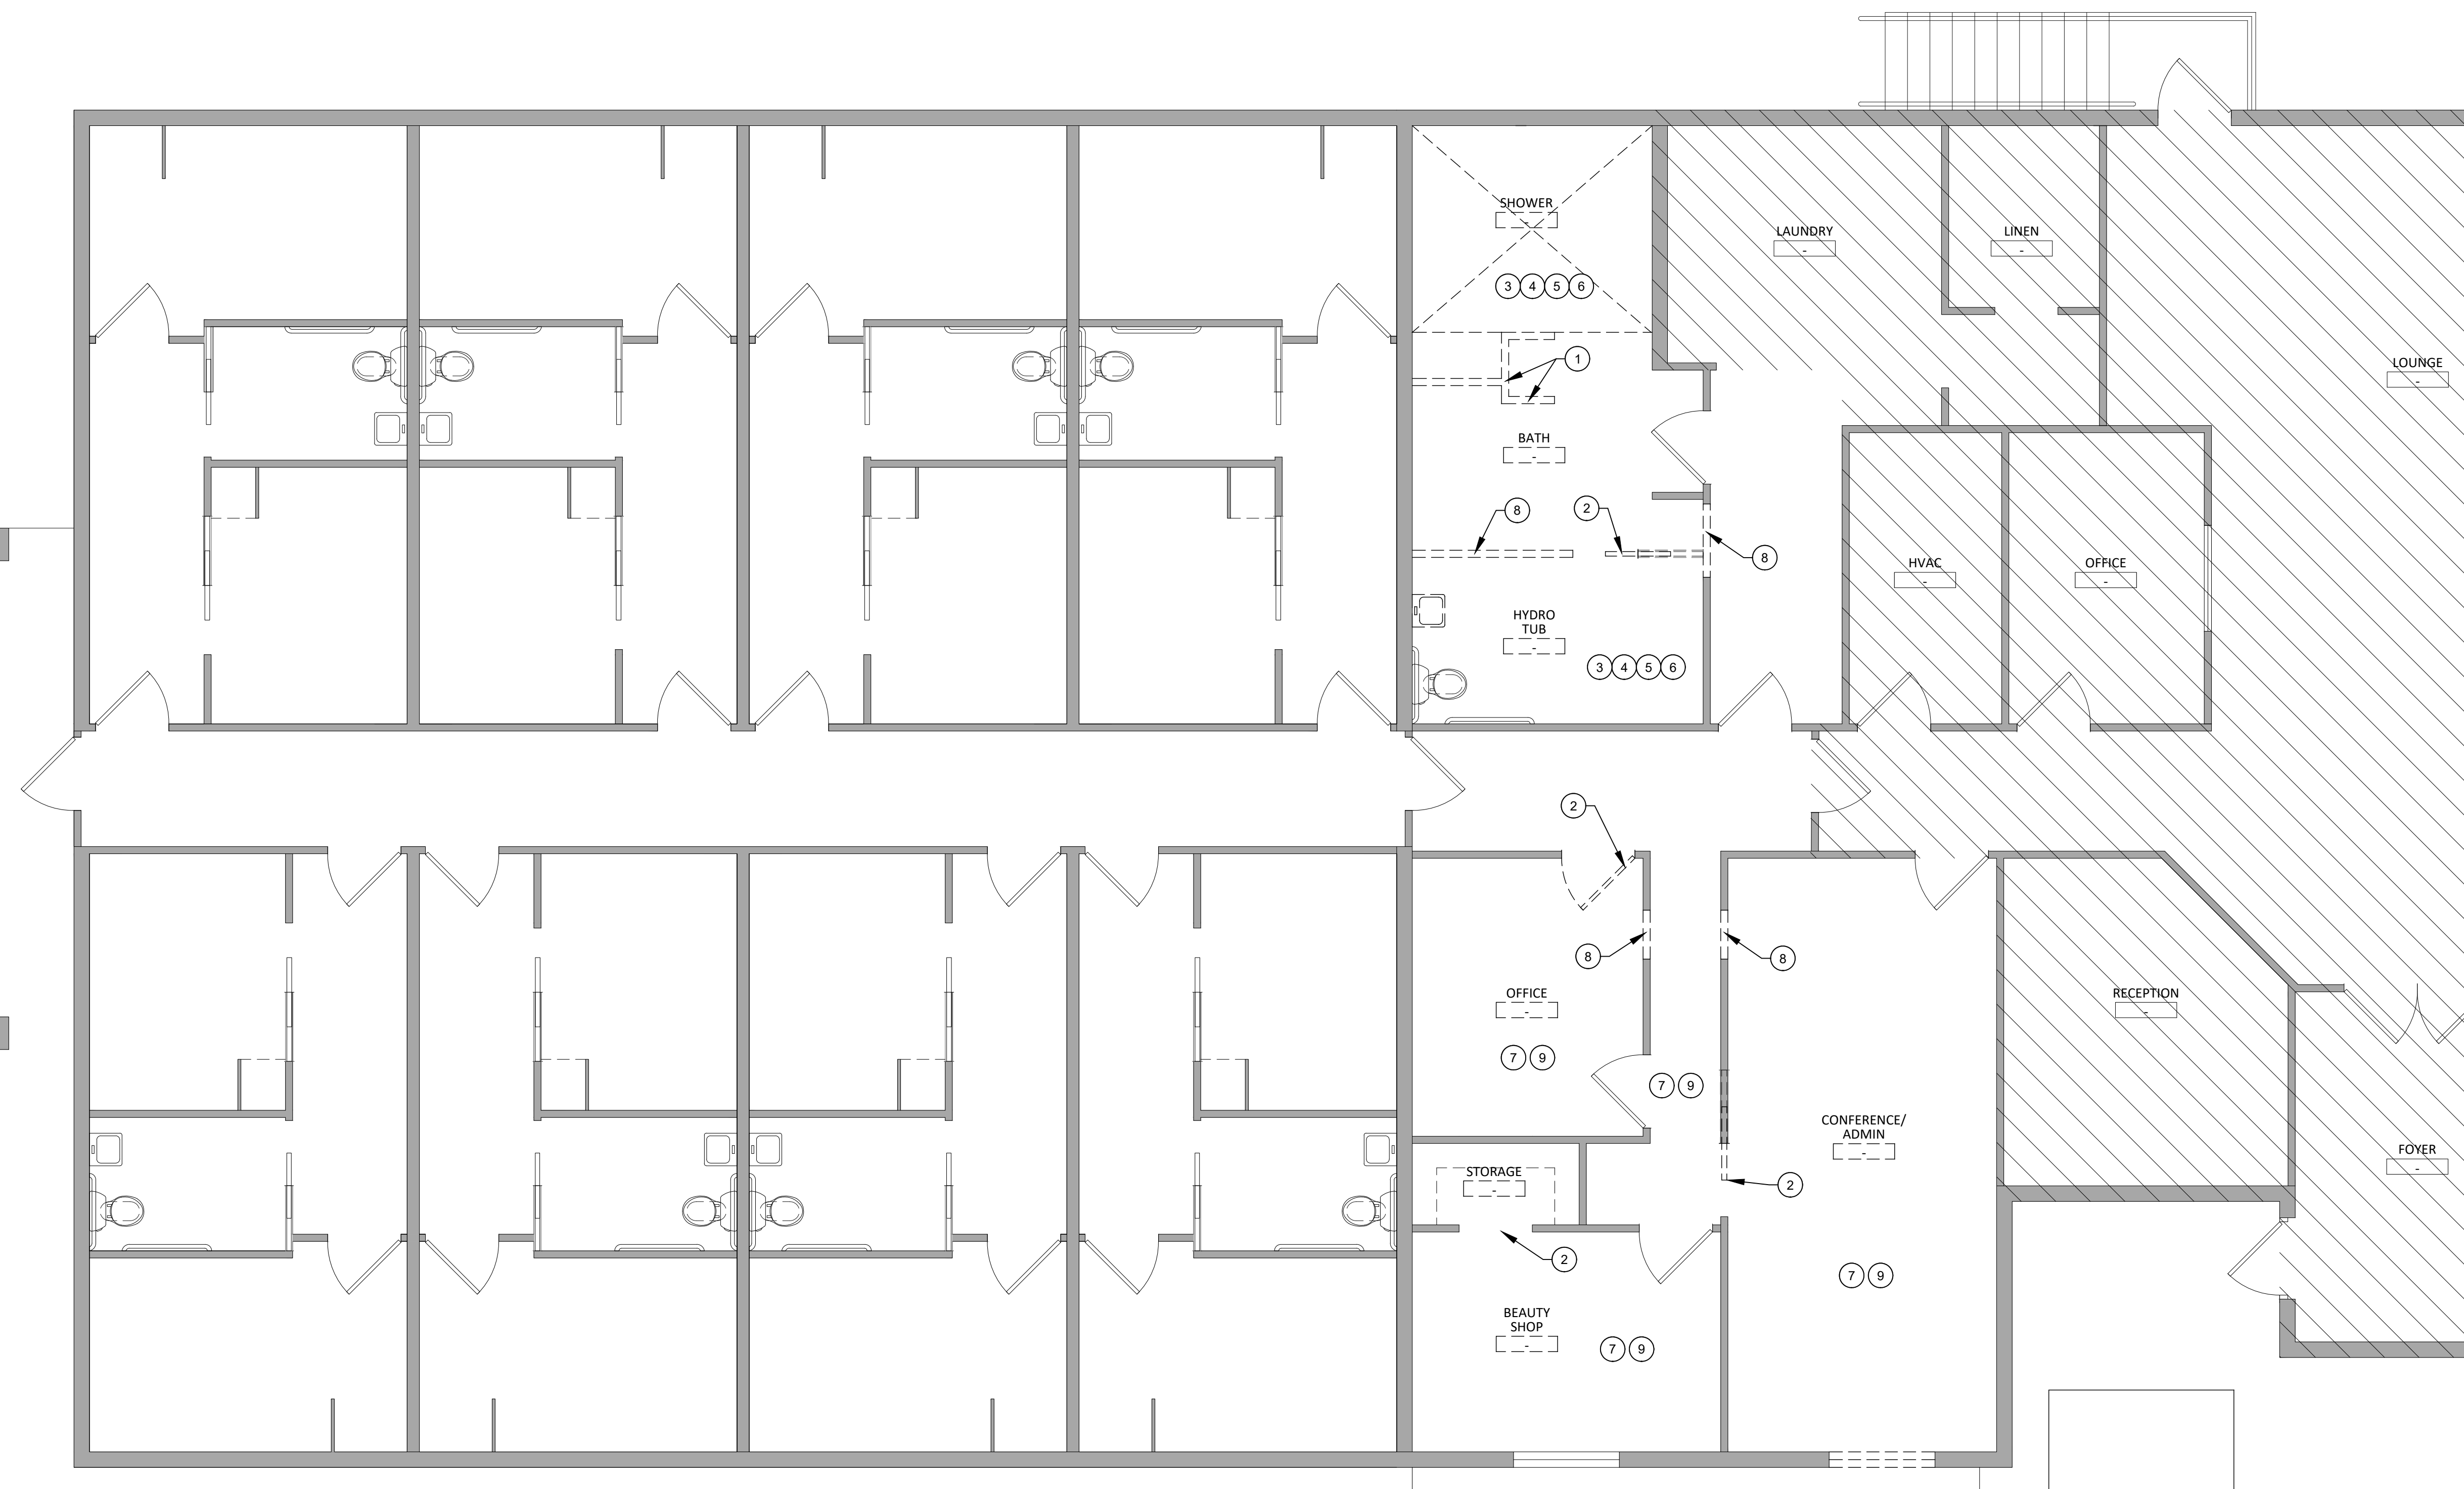 SHOWER
-
3 4 5 6
LAUNDRY
-
LINEN
-
LOUNGE
-
1
BATH
-
8
2
8
HVAC
-
OFFICE
-
HYDRO
TUB
-
3 4 5 6
2
8
8
OFFICE
-
7 9
7 9
RECEPTION
-
CONFERENCE/
ADMIN
-
FOYER
-
STORAGE
-
2
2
7 9
BEAUTY
SHOP
-
7 9